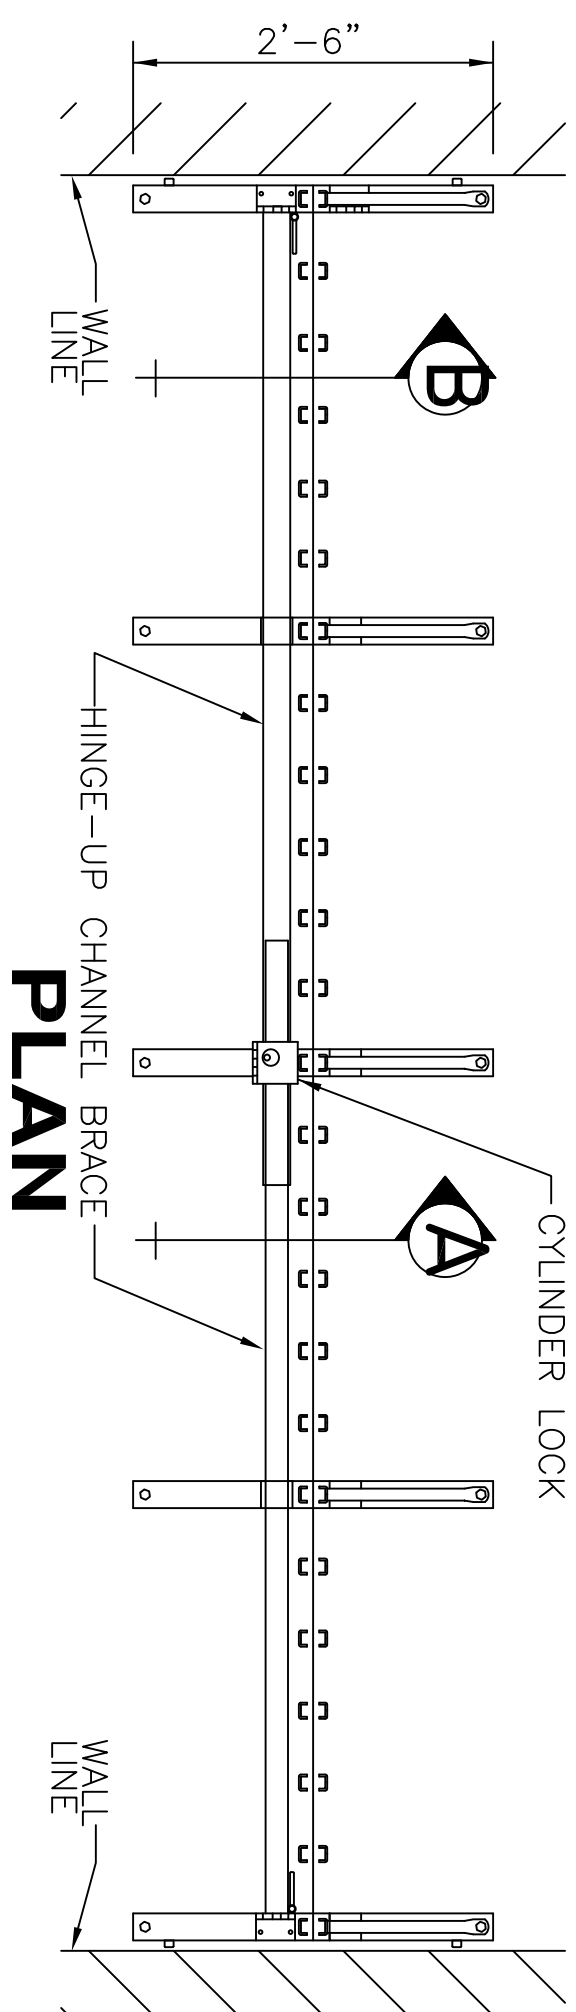 2'-6"
B
WALL
LINE
HINGE-UP CHANNEL BRACE
CYLINDER LOCK
A
WALL
LINE
PLAN